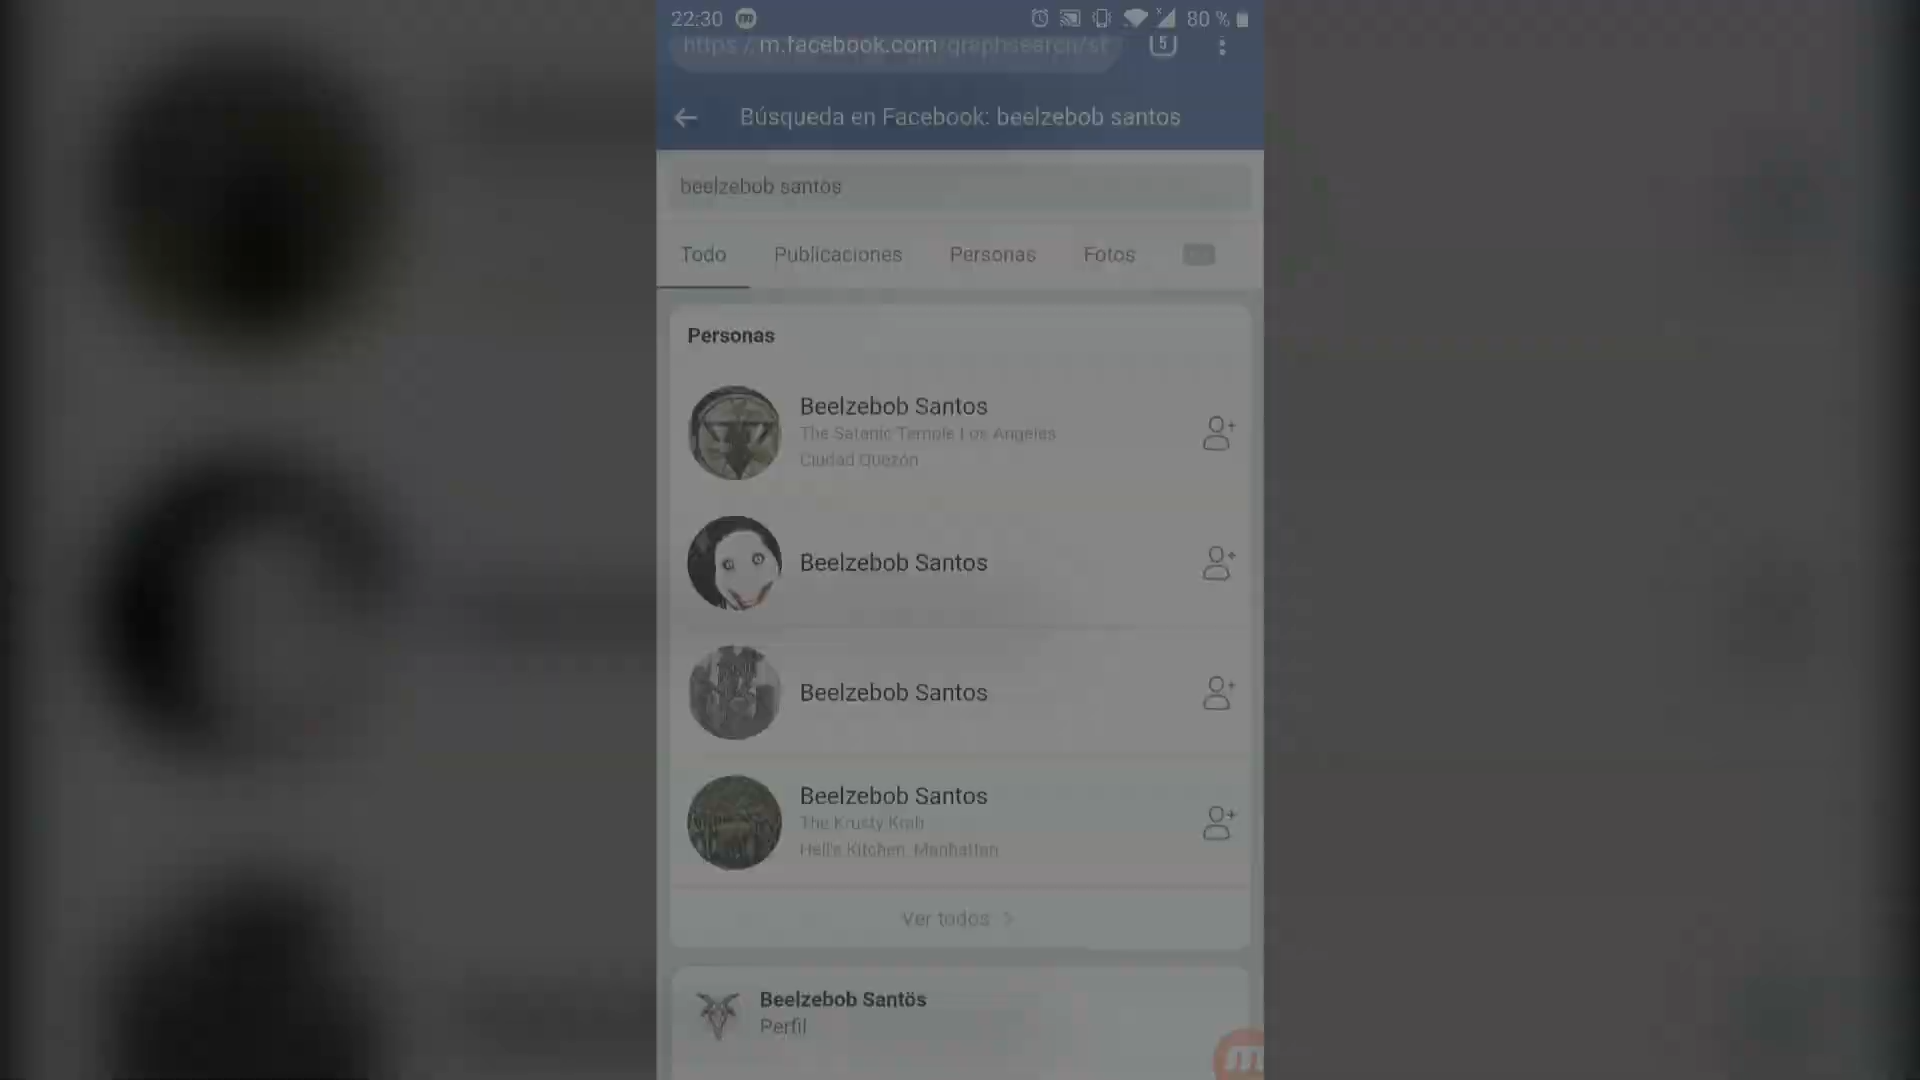 22:30
80 %
https://m.facebook.com/graphsearch/st
5
Búsqueda en Facebook: beelzebob santos
beelzebob santos
Todo Publicaciones Personas Fotos
Personas
Beelzebob Santos
The Satanic Temple Los Angeles
Ciudad Quezón
Beelzebob Santos
Beelzebob Santos
Beelzebob Santos
The Krusty Krab
Hell's Kitchen, Manhattan
Ver todos
Beelzebob Santös
Perfil